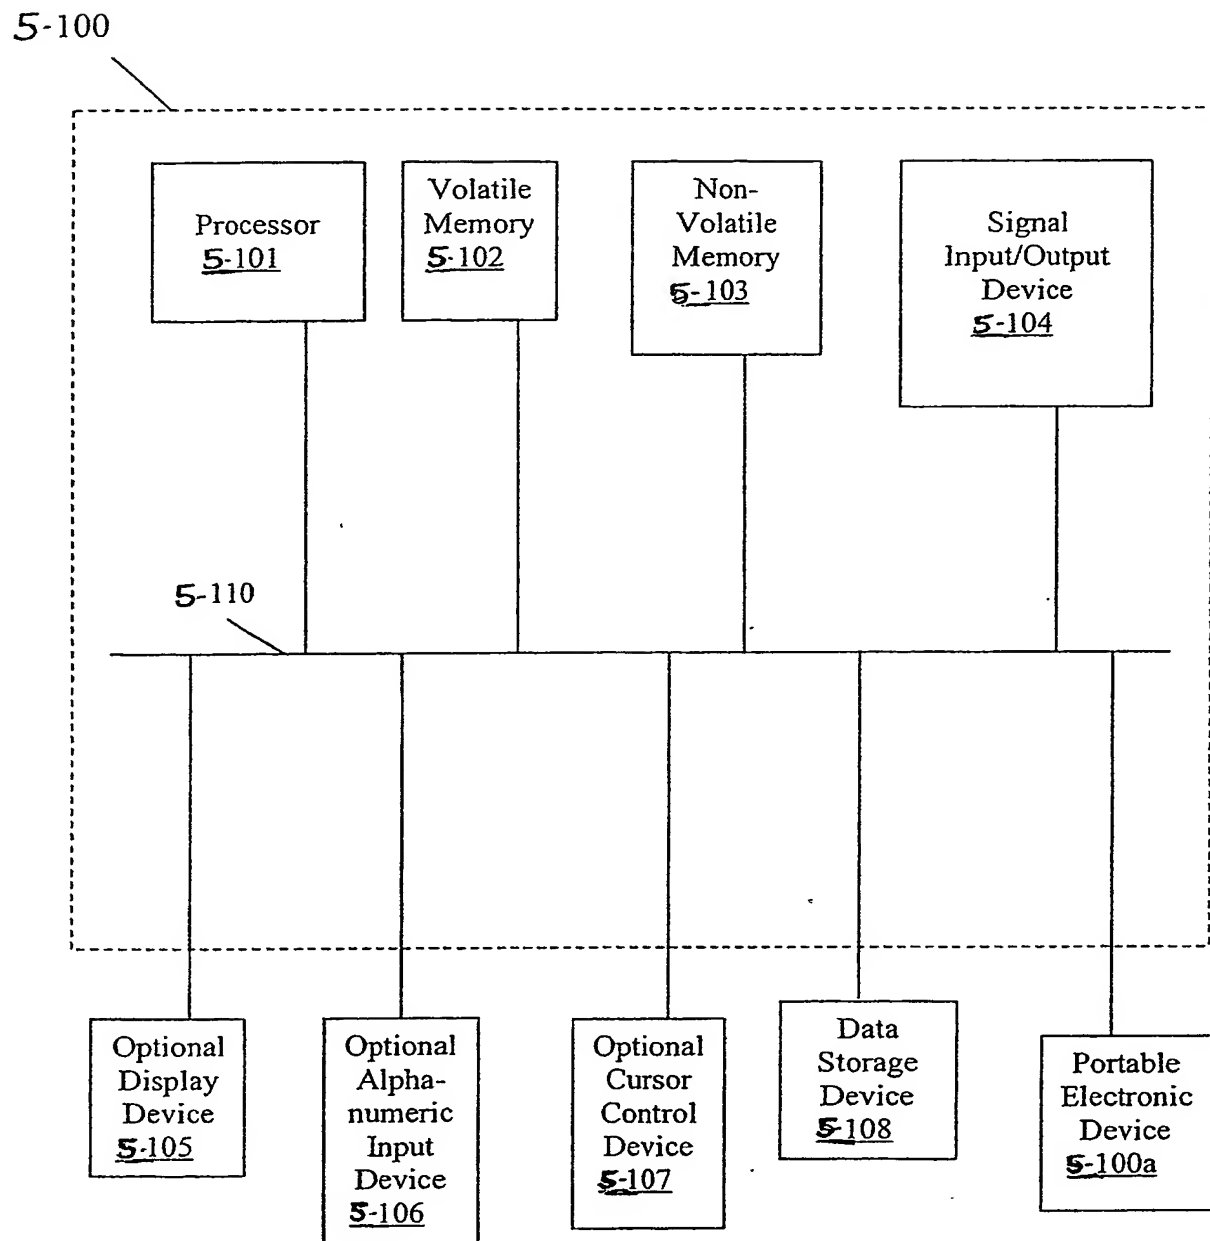 5-100
Processor
5-101
Volatile
Memory
5-102
Non-
Volatile
Memory
5-103
Signal
Input/Output
Device
5-104
5-110
Optional
Display
Device
5-105
Optional
Alpha-
numeric
Input
Device
5-106
Optional
Cursor
Control
Device
5-107
Data
Storage
Device
5-108
Portable
Electronic
Device
5-100a